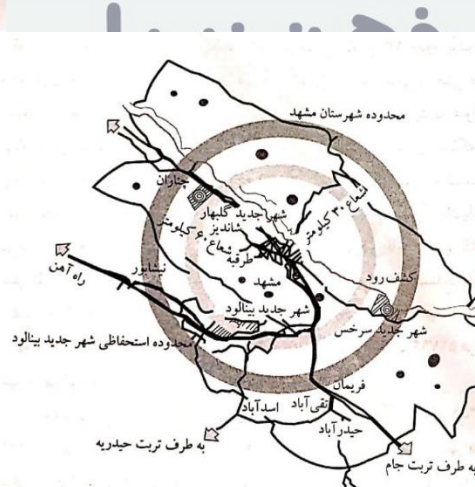 محدوده شهرستان مشهد
چناران
شهر جدید گلبهار
شاندیز
طرقبه
شعاع ۳۰ کیلومتر
شعاع ۶۰ کیلومتر
مشهد
کشف رود
نیشابور
راه آهن
شهر جدید بینالود
شهر جدید سرخس
محدوده استحفاظی شهر جدید بینالود
فریمان
تقی‌آباد
اسدآباد
حیدرآباد
به طرف تربت حیدریه
به طرف تربت جام